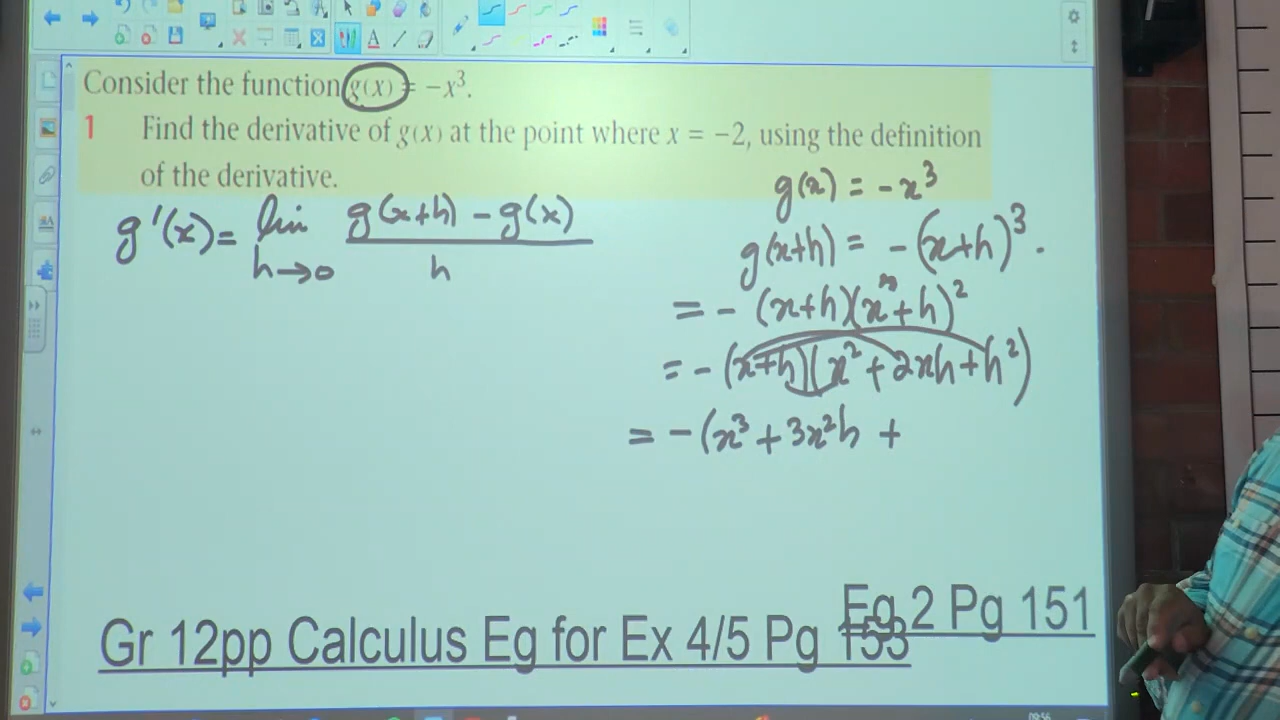 Consider the function g(x) = −x³.
1 Find the derivative of g(x) at the point where x = −2, using the definition
of the derivative.
g(x) = -x³
g'(x) = lim h→0 g(x+h) - g(x) / h
g(x+h) = -(x+h)³.
= -(x+h)(x+h)²
= -(x+h)(x²+2xh+h²)
= -(x³ + 3x²h +
Eg 2 Pg 151
Gr 12pp Calculus Eg for Ex 4/5 Pg 153